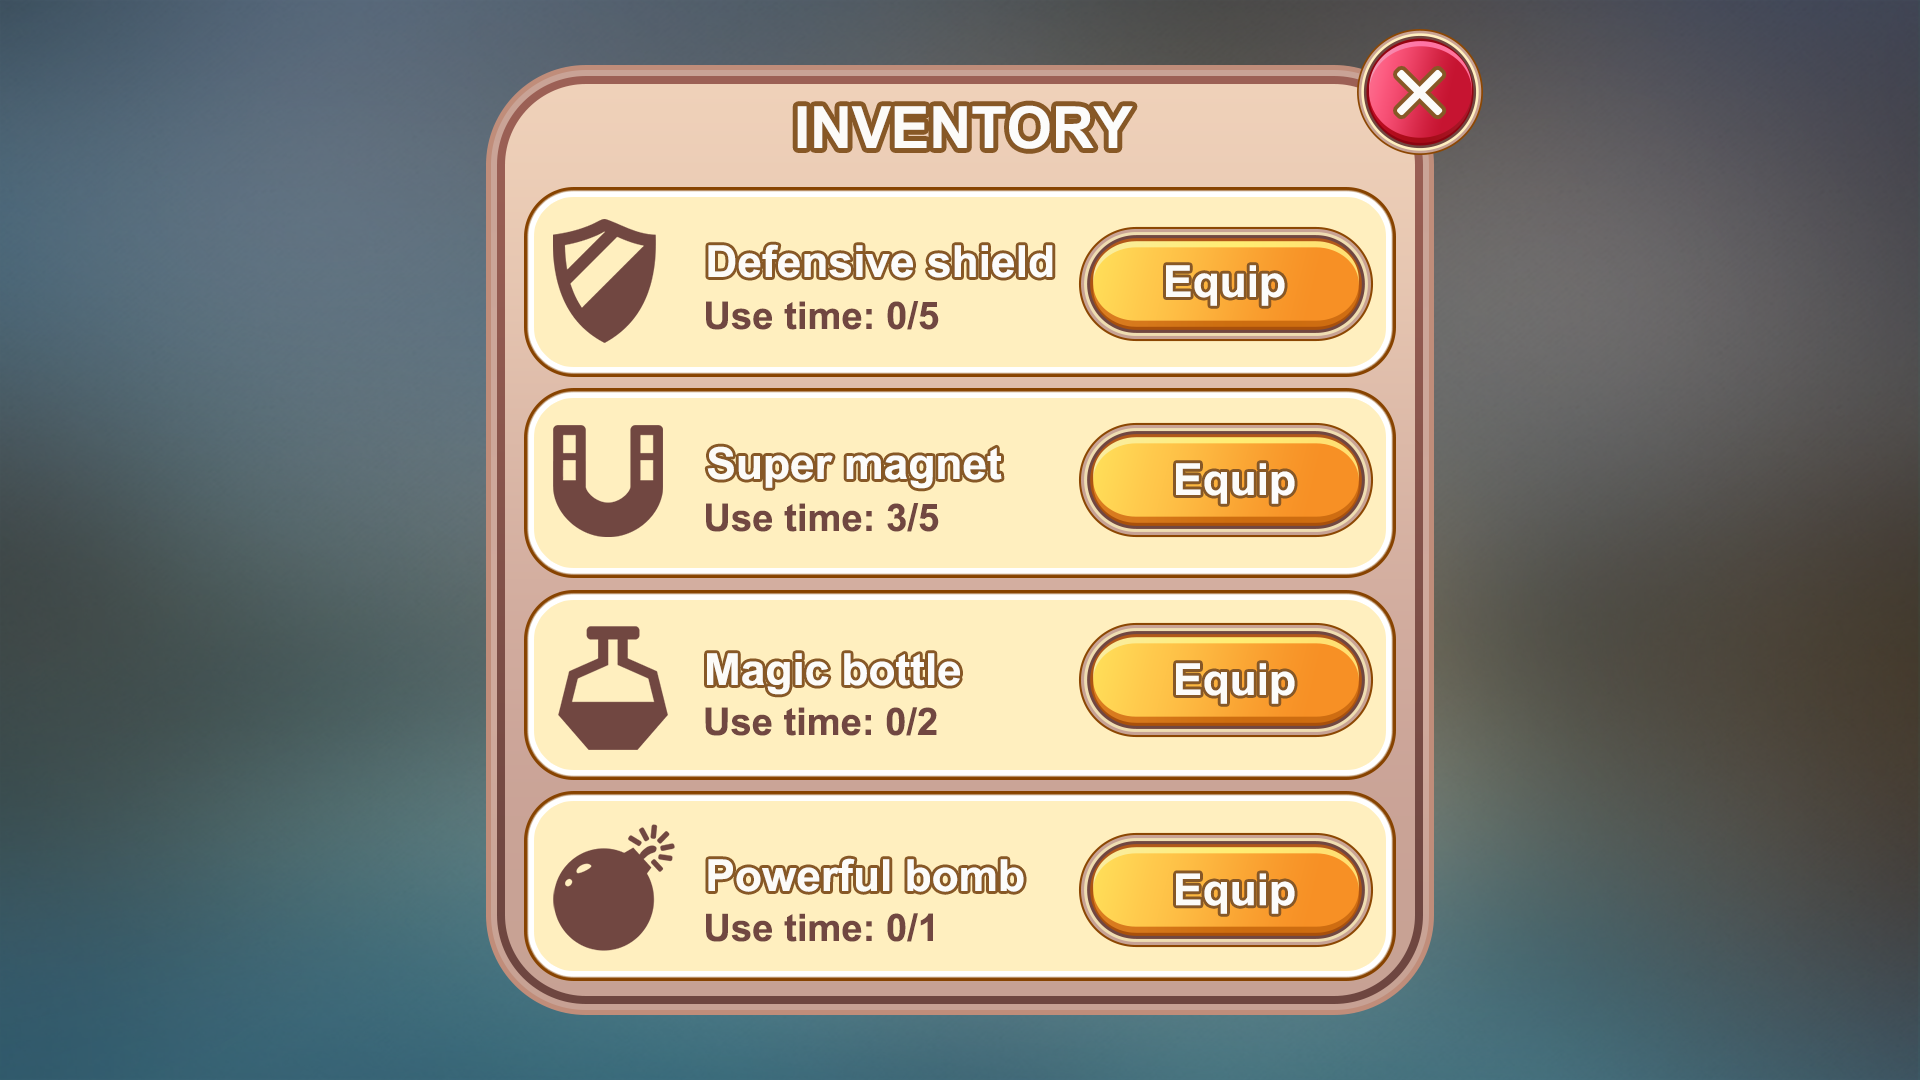 INVENTORY
Defensive shield
Use time: 0/5
Equip
Super magnet
Use time: 3/5
Equip
Magic bottle
Use time: 0/2
Equip
Powerful bomb
Use time: 0/1
Equip